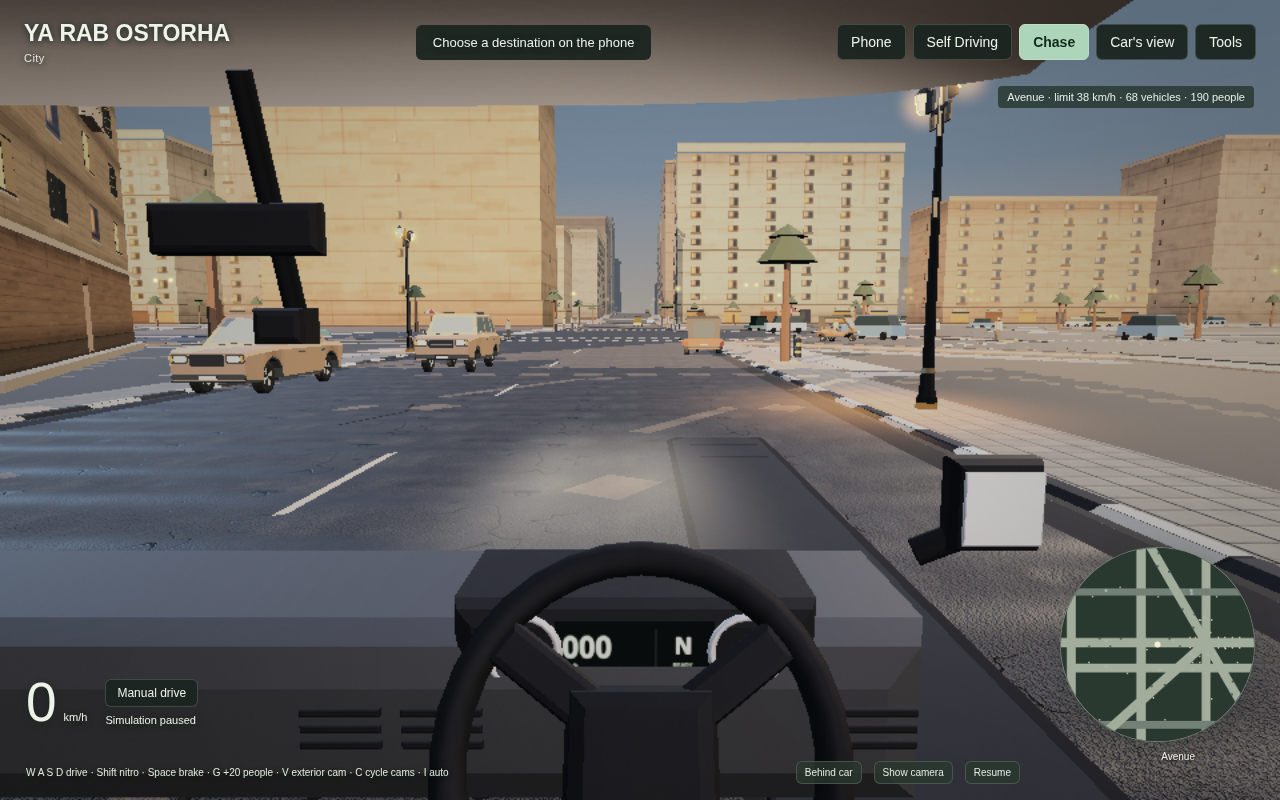 YA RAB OSTORHA
City
Choose a destination on the phone
Phone
Self Driving
Chase
Car's view
Tools
Avenue · limit 38 km/h · 68 vehicles · 190 people
000
N
0 km/h
Manual drive
Simulation paused
W A S D drive · Shift nitro · Space brake · G +20 people · V exterior cam · C cycle cams · I auto
Behind car
Show camera
Resume
Avenue